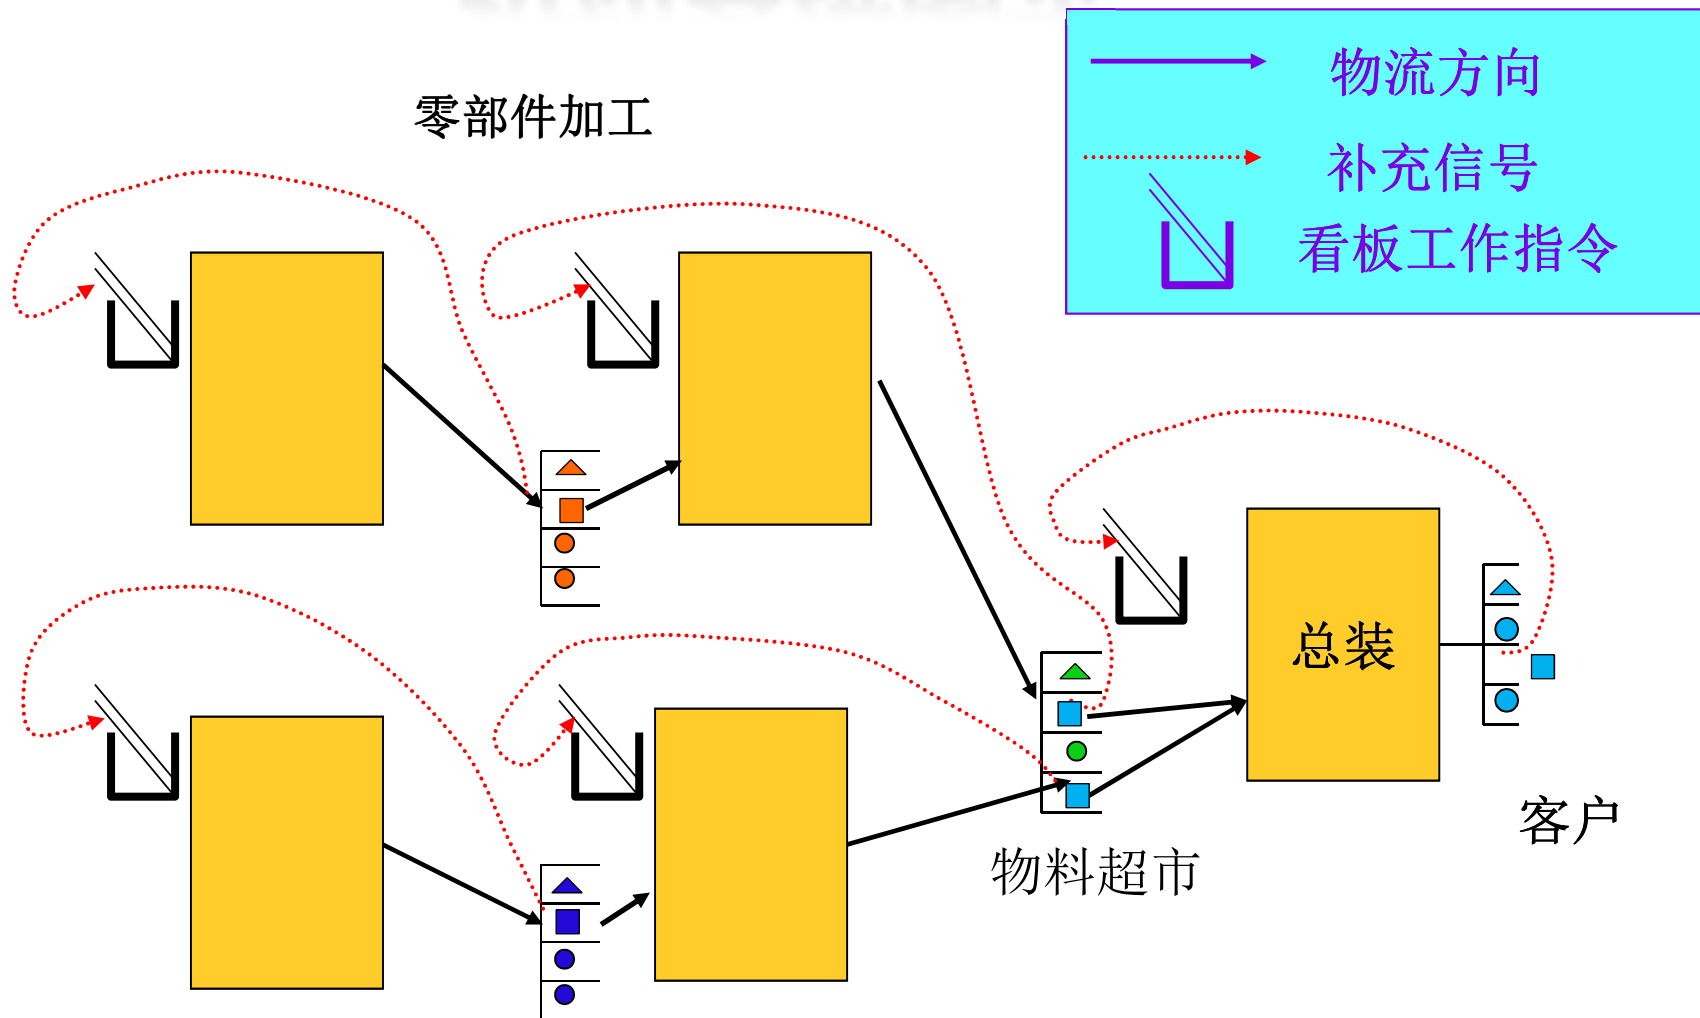 零部件加工
物流方向
补充信号
看板工作指令
总装
客户
物料超市